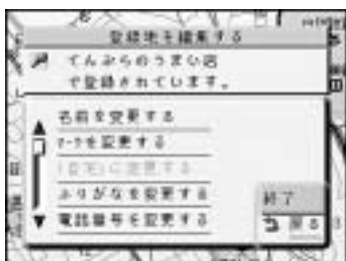 登録地を編集する
てんぷらのうまい店
で登録されています。
名前を変更する
マークを変更する
(自宅)に変更する
ふりがなを変更する
電話番号を変更する
終了
戻る